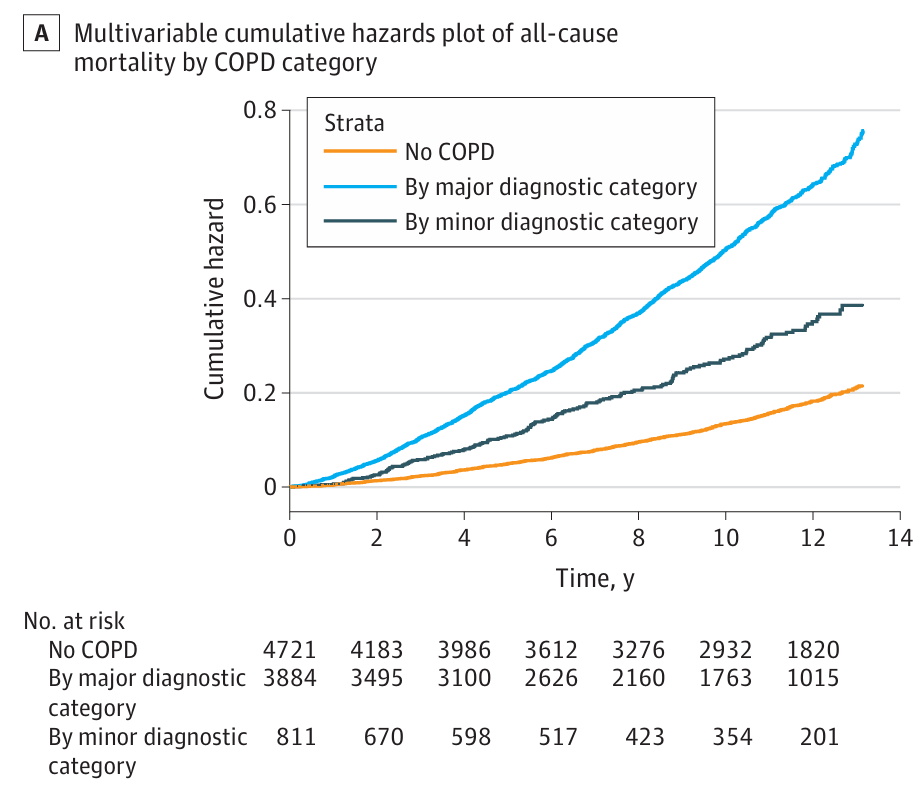 A Multivariable cumulative hazards plot of all-cause
mortality by COPD category
Strata
No COPD
By major diagnostic category
By minor diagnostic category
Cumulative hazard
0.8
0.6
0.4
0.2
0
0 2 4 6 8 10 12 14
Time, y
No. at risk
No COPD 4721 4183 3986 3612 3276 2932 1820
By major diagnostic 3884 3495 3100 2626 2160 1763 1015
category
By minor diagnostic 811 670 598 517 423 354 201
category